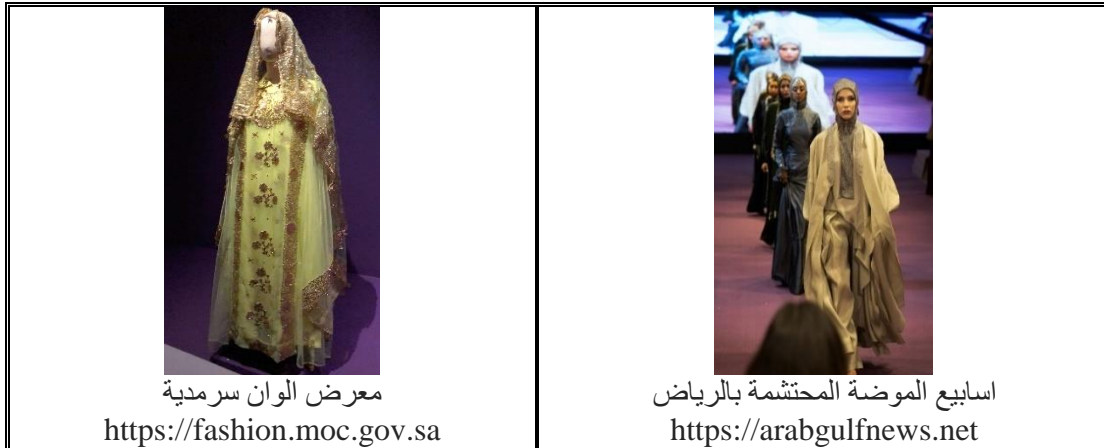 اسابيع الموضة المحتشمة بالرياض
https://arabgulfnews.net
معرض الوان سرمدية
https://fashion.moc.gov.sa